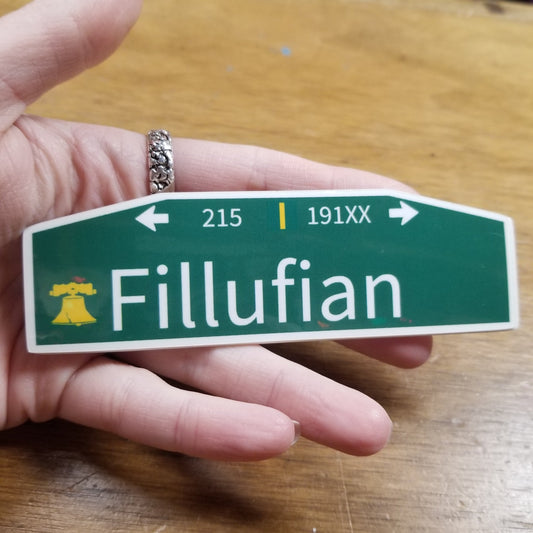 ← 215 | 191XX →
Fillufian